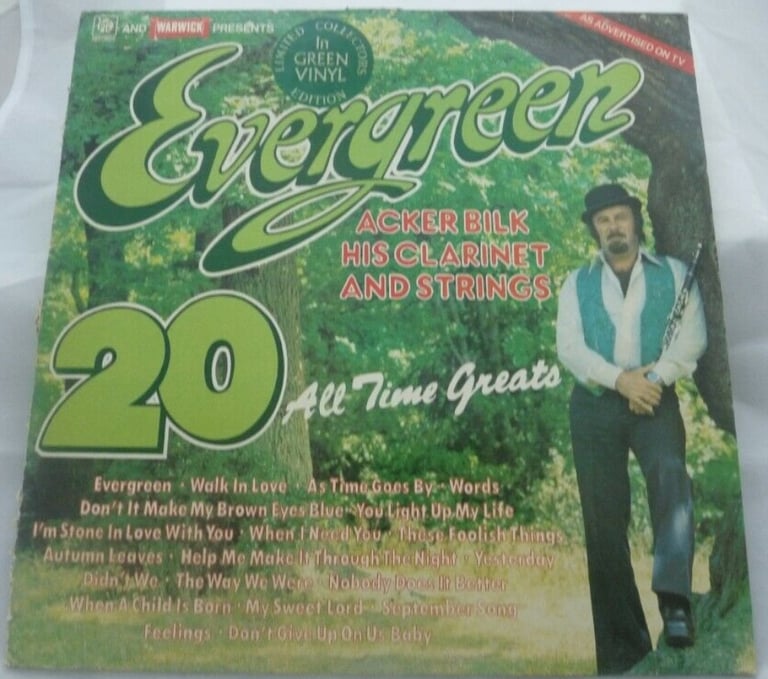 AND WARWICK PRESENTS
LIMITED COLLECTORS
In
GREEN
VINYL
EDITION
AS ADVERTISED ON TV
Evergreen
ACKER BILK
HIS CLARINET
AND STRINGS
20
All Time Greats
Evergreen · Walk In Love · As Time Goes By · Words
Don't It Make My Brown Eyes Blue · You Light Up My Life
I'm Stone In Love With You · When I Need You · These Foolish Things
Autumn Leaves · Help Me Make It Through The Night · Yesterday
Didn't We · The Way We Were · Nobody Does It Better
When A Child Is Born · My Sweet Lord · September Song
Feelings · Don't Give Up On Us Baby